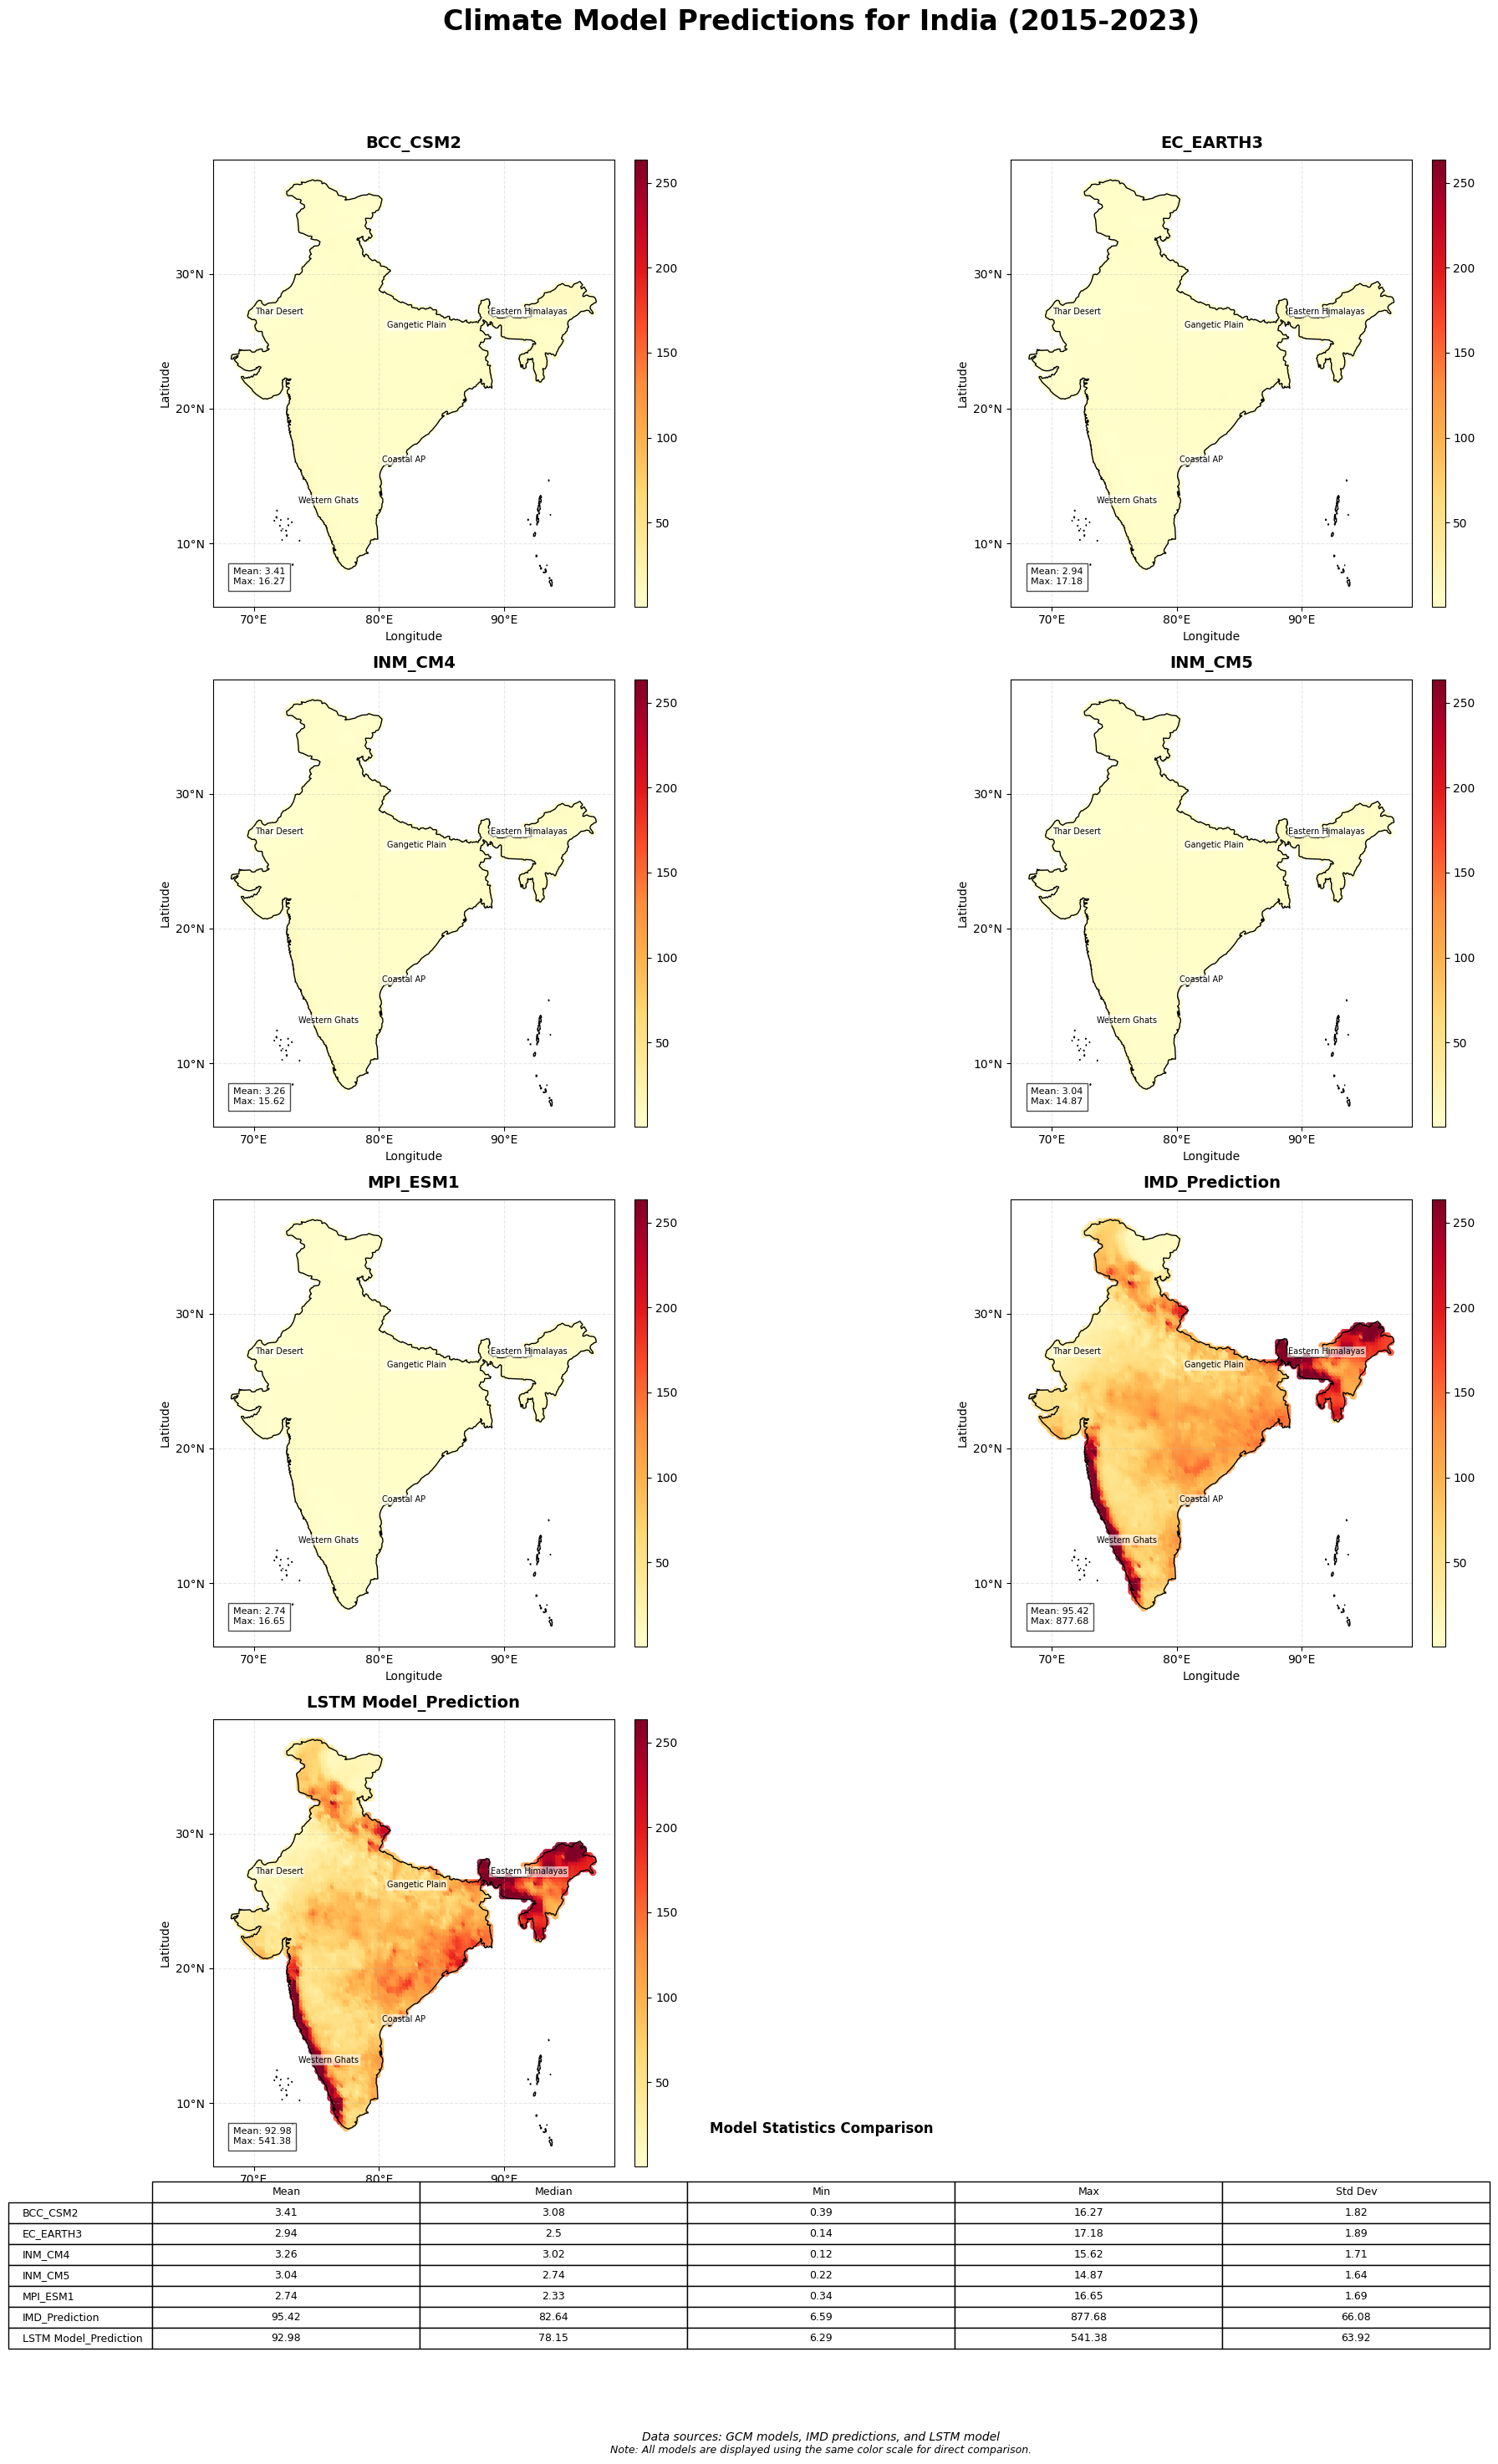 Climate Model Predictions for India (2015-2023)
BCC_CSM2
30°N
20°N
10°N
Latitude
Thar Desert
Gangetic Plain
Eastern Himalayas
Coastal AP
Western Ghats
Mean: 3.41
Max: 16.27
70°E
80°E
90°E
Longitude
250
200
150
100
50
EC_EARTH3
30°N
20°N
10°N
Latitude
Thar Desert
Gangetic Plain
Eastern Himalayas
Coastal AP
Western Ghats
Mean: 2.94
Max: 17.18
70°E
80°E
90°E
Longitude
250
200
150
100
50
INM_CM4
30°N
20°N
10°N
Latitude
Thar Desert
Gangetic Plain
Eastern Himalayas
Coastal AP
Western Ghats
Mean: 3.26
Max: 15.62
70°E
80°E
90°E
Longitude
250
200
150
100
50
INM_CM5
30°N
20°N
10°N
Latitude
Thar Desert
Gangetic Plain
Eastern Himalayas
Coastal AP
Western Ghats
Mean: 3.04
Max: 14.87
70°E
80°E
90°E
Longitude
250
200
150
100
50
MPI_ESM1
30°N
20°N
10°N
Latitude
Thar Desert
Gangetic Plain
Eastern Himalayas
Coastal AP
Western Ghats
Mean: 2.74
Max: 16.65
70°E
80°E
90°E
Longitude
250
200
150
100
50
IMD_Prediction
30°N
20°N
10°N
Latitude
Thar Desert
Gangetic Plain
Eastern Himalayas
Coastal AP
Western Ghats
Mean: 95.42
Max: 877.68
70°E
80°E
90°E
Longitude
250
200
150
100
50
LSTM Model_Prediction
30°N
20°N
10°N
Latitude
Thar Desert
Gangetic Plain
Eastern Himalayas
Coastal AP
Western Ghats
Mean: 92.98
Max: 541.38
70°E
80°E
90°E
250
200
150
100
50
Model Statistics Comparison
Mean Median Min Max Std Dev
BCC_CSM2 3.41 3.08 0.39 16.27 1.82
EC_EARTH3 2.94 2.5 0.14 17.18 1.89
INM_CM4 3.26 3.02 0.12 15.62 1.71
INM_CM5 3.04 2.74 0.22 14.87 1.64
MPI_ESM1 2.74 2.33 0.34 16.65 1.69
IMD_Prediction 95.42 82.64 6.59 877.68 66.08
LSTM Model_Prediction 92.98 78.15 6.29 541.38 63.92
Data sources: GCM models, IMD predictions, and LSTM model
Note: All models are displayed using the same color scale for direct comparison.